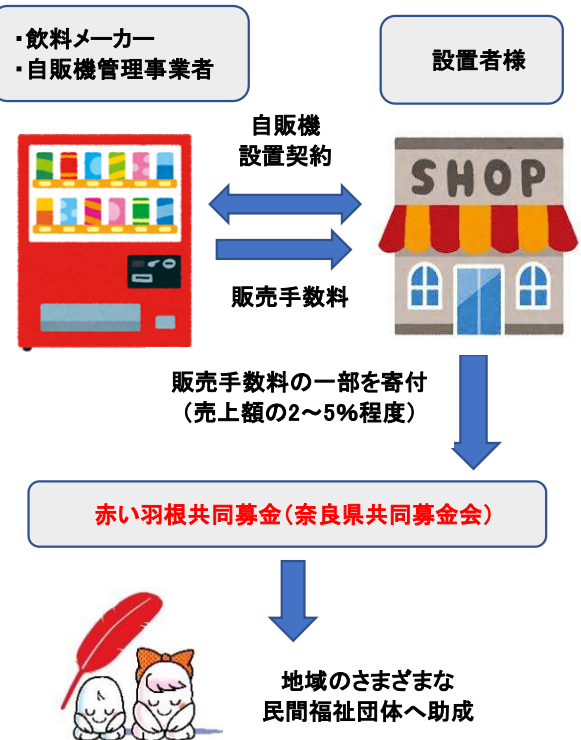 ・飲料メーカー
・自販機管理事業者
設置者様
自販機
設置契約
SHOP
販売手数料
販売手数料の一部を寄付
（売上額の2～5%程度）
赤い羽根共同募金（奈良県共同募金会）
地域のさまざまな
民間福祉団体へ助成